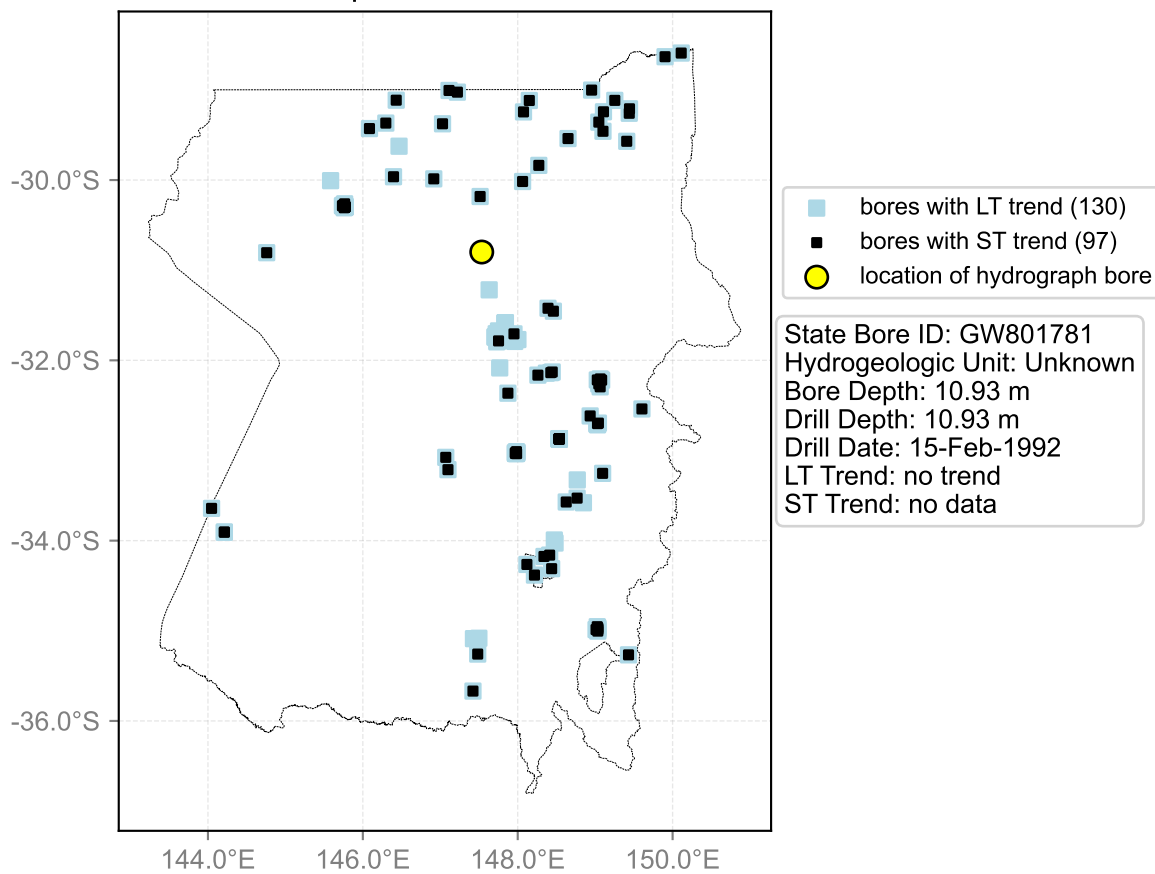 -30.0°S
-32.0°S
-34.0°S
-36.0°S
144.0°E 146.0°E 148.0°E 150.0°E
bores with LT trend (130)
bores with ST trend (97)
location of hydrograph bore
State Bore ID: GW801781
Hydrogeologic Unit: Unknown
Bore Depth: 10.93 m
Drill Depth: 10.93 m
Drill Date: 15-Feb-1992
LT Trend: no trend
ST Trend: no data